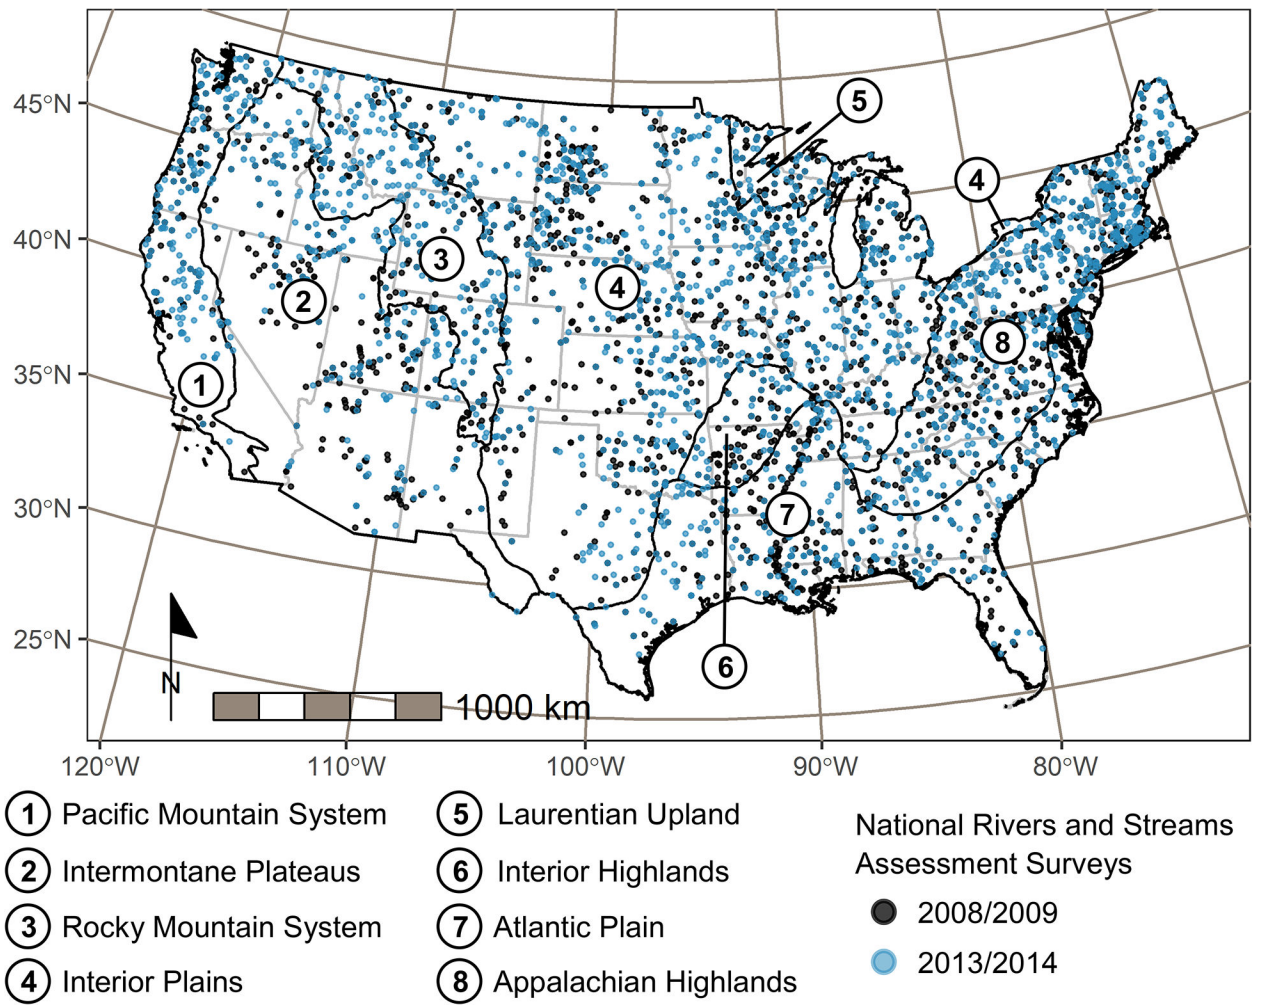 45°N
40°N
35°N
30°N
25°N
5
4
3
4
2
8
1
7
6
N
1000 km
120°W
110°W
100°W
90°W
80°W
1 Pacific Mountain System
2 Intermontane Plateaus
3 Rocky Mountain System
4 Interior Plains
5 Laurentian Upland
6 Interior Highlands
7 Atlantic Plain
8 Appalachian Highlands
National Rivers and Streams
Assessment Surveys
2008/2009
2013/2014